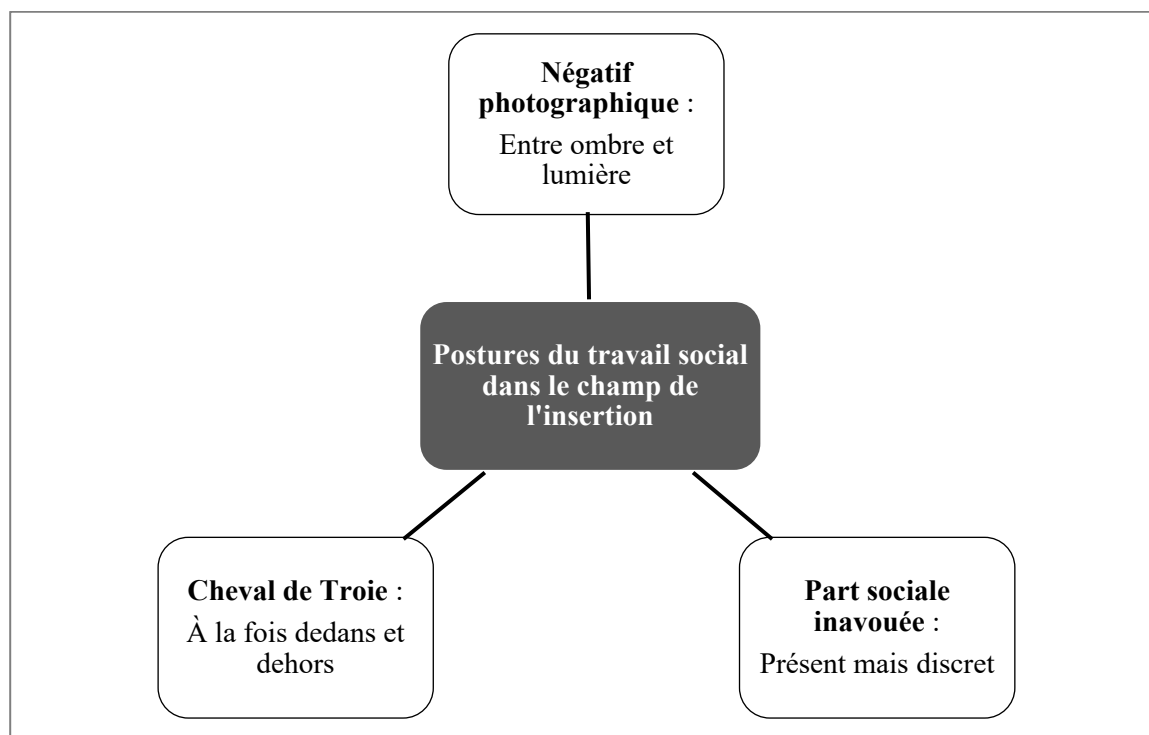 Négatif
photographique :
Entre ombre et
lumière
Postures du travail social
dans le champ de
l'insertion
Cheval de Troie :
À la fois dedans et
dehors
Part sociale
inavouée :
Présent mais discret